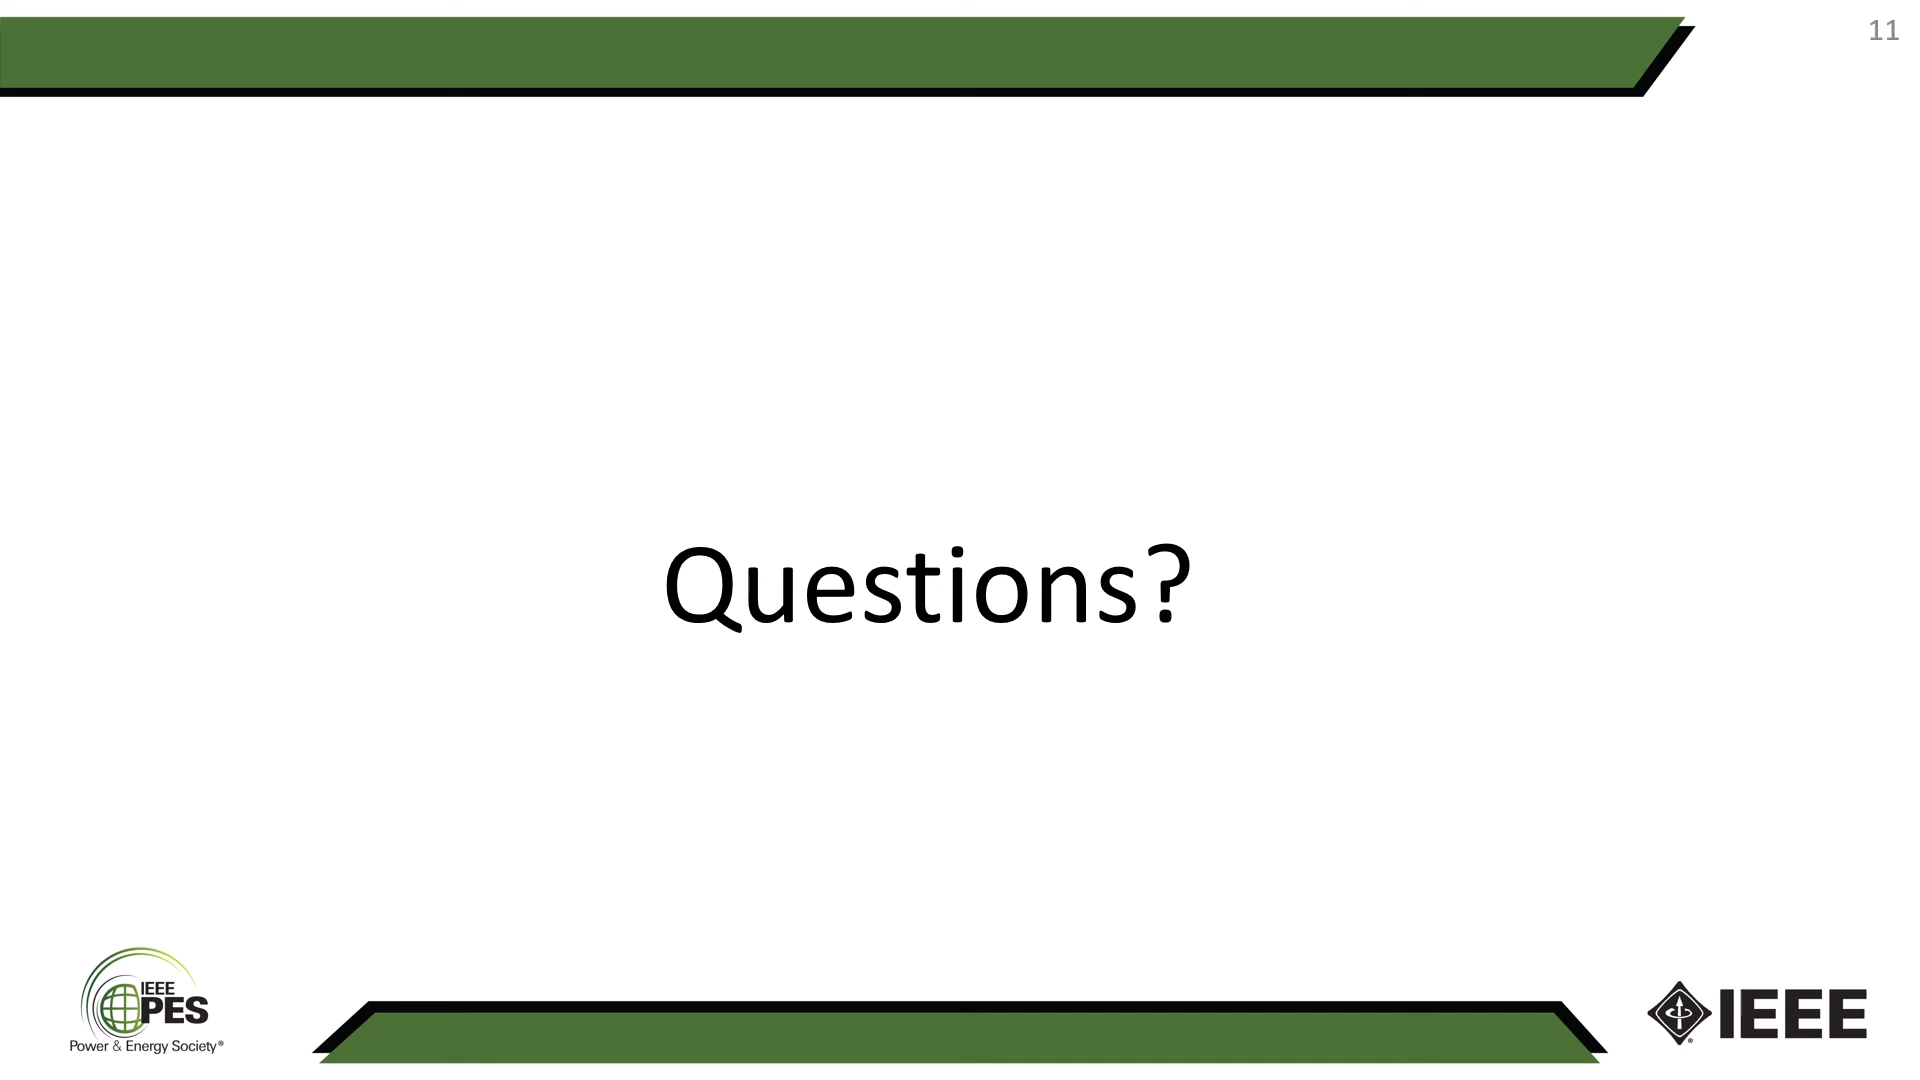 11
Questions?
IEEE
PES
Power & Energy Society®
IEEE